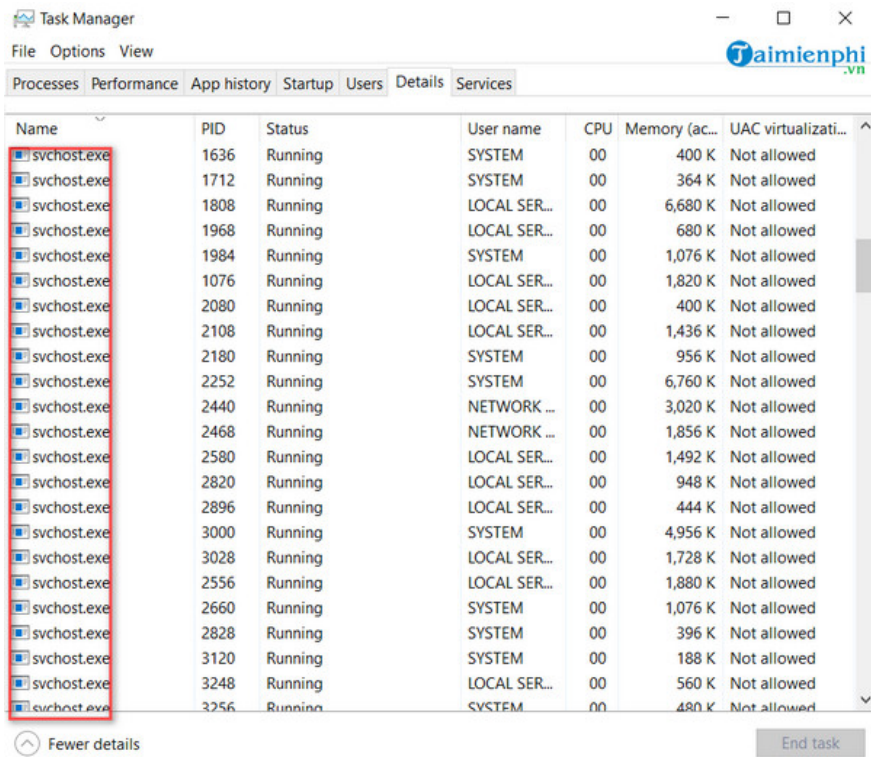 Task Manager
File Options View
Taimienphi
.vn
Processes Performance App history Startup Users Details Services
Name PID Status User name CPU Memory (ac... UAC virtualizati...
svchost.exe 1636 Running SYSTEM 00 400 K Not allowed
svchost.exe 1712 Running SYSTEM 00 364 K Not allowed
svchost.exe 1808 Running LOCAL SER... 00 6,680 K Not allowed
svchost.exe 1968 Running LOCAL SER... 00 680 K Not allowed
svchost.exe 1984 Running SYSTEM 00 1,076 K Not allowed
svchost.exe 1076 Running LOCAL SER... 00 1,820 K Not allowed
svchost.exe 2080 Running LOCAL SER... 00 400 K Not allowed
svchost.exe 2108 Running LOCAL SER... 00 1,436 K Not allowed
svchost.exe 2180 Running SYSTEM 00 956 K Not allowed
svchost.exe 2252 Running SYSTEM 00 6,760 K Not allowed
svchost.exe 2440 Running NETWORK ... 00 3,020 K Not allowed
svchost.exe 2468 Running NETWORK ... 00 1,856 K Not allowed
svchost.exe 2580 Running LOCAL SER... 00 1,492 K Not allowed
svchost.exe 2820 Running LOCAL SER... 00 948 K Not allowed
svchost.exe 2896 Running LOCAL SER... 00 444 K Not allowed
svchost.exe 3000 Running SYSTEM 00 4,956 K Not allowed
svchost.exe 3028 Running LOCAL SER... 00 1,728 K Not allowed
svchost.exe 2556 Running LOCAL SER... 00 1,880 K Not allowed
svchost.exe 2660 Running SYSTEM 00 1,076 K Not allowed
svchost.exe 2828 Running SYSTEM 00 396 K Not allowed
svchost.exe 3120 Running SYSTEM 00 188 K Not allowed
svchost.exe 3248 Running LOCAL SER... 00 560 K Not allowed
svchost.exe 3256 Running SYSTEM 00 480 K Not allowed
Fewer details End task